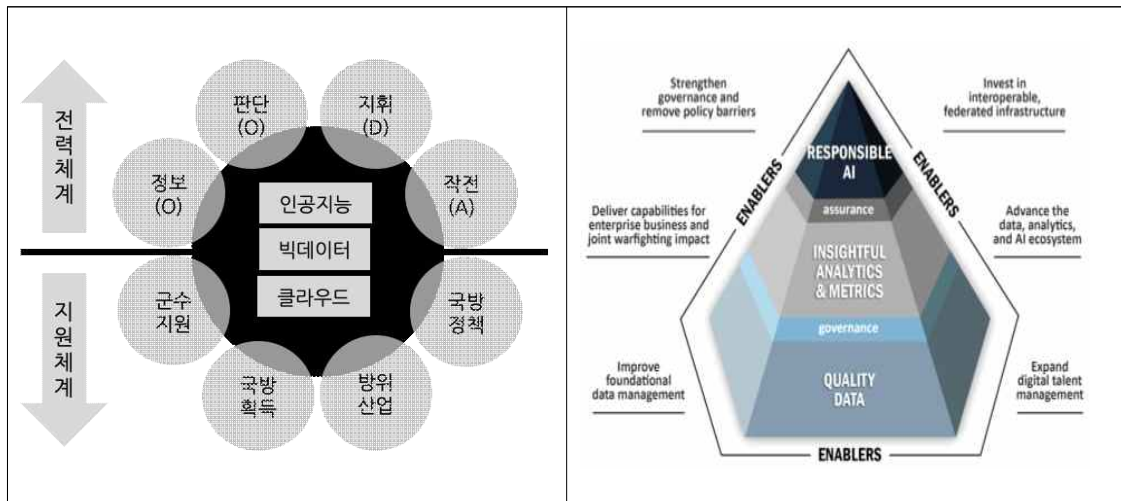 전
력
체
계
판단
(O)
지휘
(D)
정보
(O)
작전
(A)
인공지능
빅데이터
클라우드
지
원
체
계
군수
지원
국방
정책
국방
획득
방위
산업
Strengthen
governance and
remove policy barriers
Invest in
interoperable,
federated infrastructure
Deliver capabilities for
enterprise business and
joint warfighting impact
Advance the
data, analytics,
and AI ecosystem
Improve
foundational
data management
Expand
digital talent
management
ENABLERS
ENABLERS
RESPONSIBLE
AI
assurance
INSIGHTFUL
ANALYTICS
& METRICS
governance
QUALITY
DATA
ENABLERS